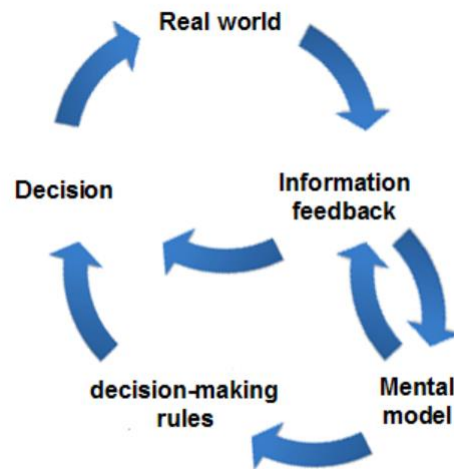 Real world
Decision
Information
feedback
decision-making
rules
Mental
model